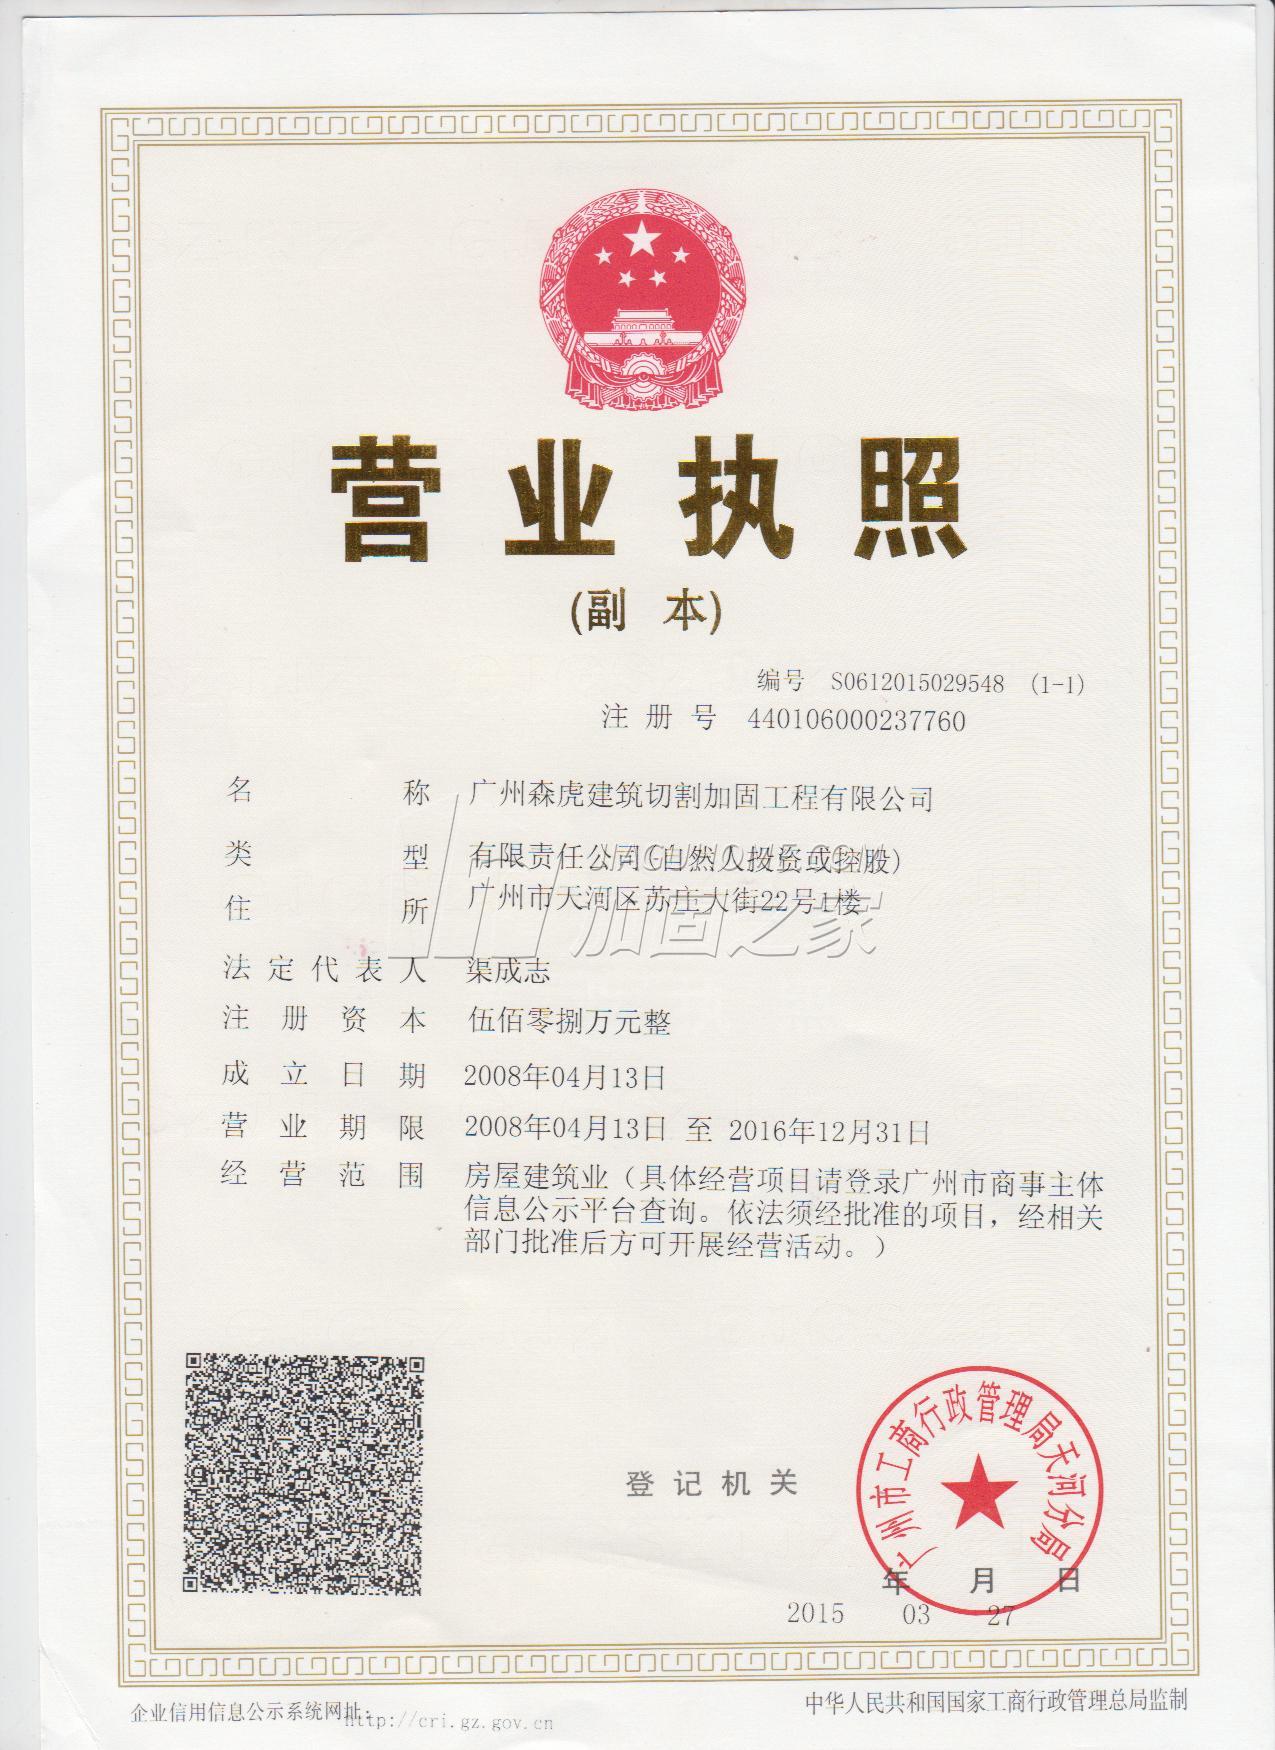 营业执照
(副 本)
编号 S0612015029548 (1-1)
注册号 440106000237760
名称 广州森虎建筑切割加固工程有限公司
类型 有限责任公司(自然人投资或控股)
住所 广州市天河区苏庄大街22号1楼
加固之家
法定代表人 渠成志
注册资本 伍佰零捌万元整
成立日期 2008年04月13日
营业期限 2008年04月13日 至 2016年12月31日
经营范围 房屋建筑业（具体经营项目请登录广州市商事主体
信息公示平台查询。依法须经批准的项目，经相关
部门批准后方可开展经营活动。）
登记机关
广州市工商行政管理局天河分局
年 月 日
2015 03 27
企业信用信息公示系统网址：http://cri.gz.gov.cn
中华人民共和国国家工商行政管理总局监制